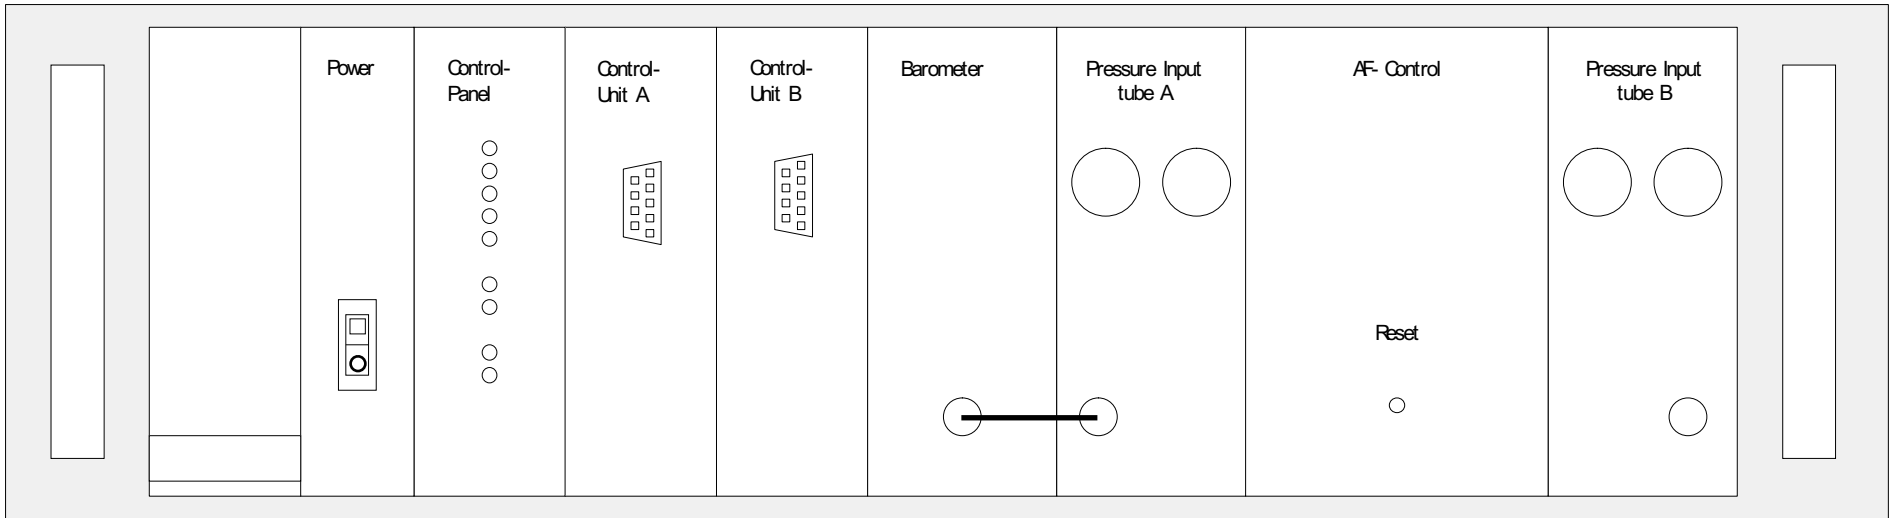 Power
Control-
Panel
Control-
Unit A
Control-
Unit B
Barometer
Pressure Input
tube A
AF- Control
Reset
Pressure Input
tube B